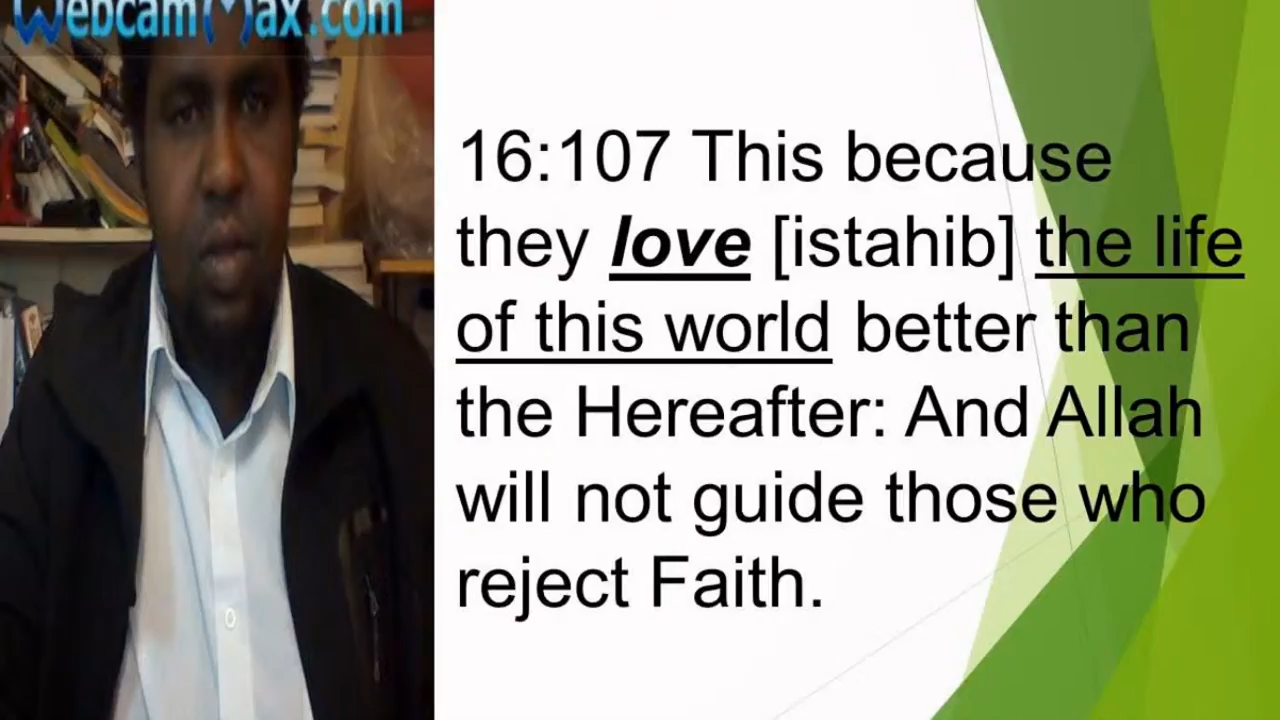 WebcamMax.com
16:107 This because
they love [istahib] the life
of this world better than
the Hereafter: And Allah
will not guide those who
reject Faith.